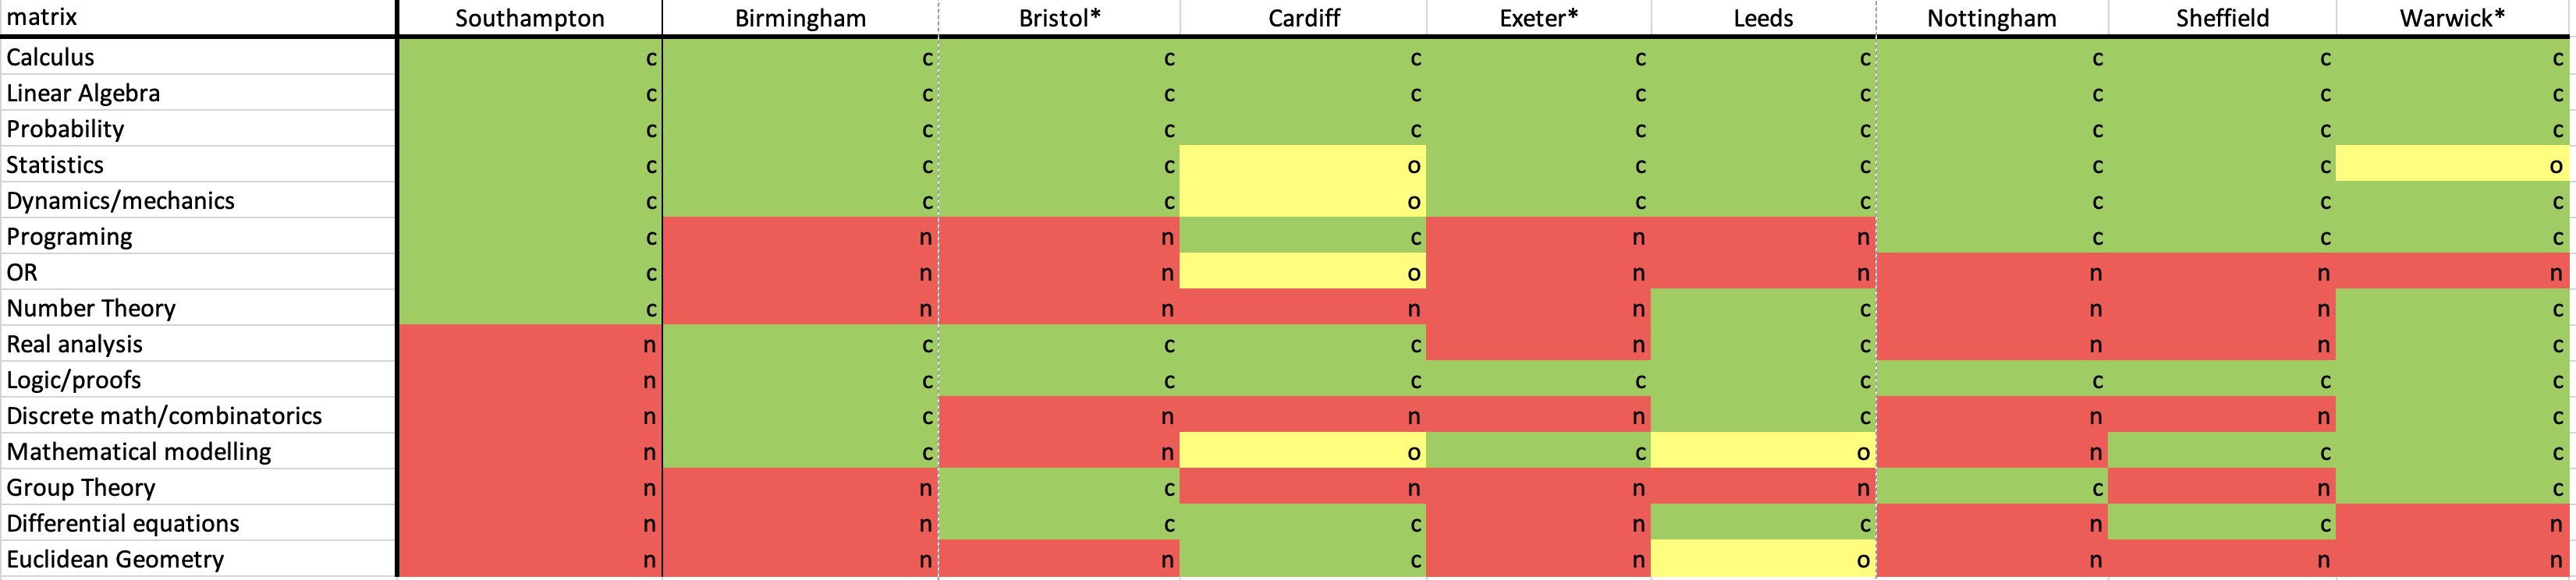 matrix Southampton Birmingham Bristol* Cardiff Exeter* Leeds Nottingham Sheffield Warwick*
Calculus c c c c c c c c c
Linear Algebra c c c c c c c c c
Probability c c c c c c c c c
Statistics c c c o c c c c o
Dynamics/mechanics c c c o c c c c c
Programing c n n c n n c c c
OR c n n o n n n n n
Number Theory c n n n n c n n c
Real analysis n c c c n c n n c
Logic/proofs n c c c c c c c c
Discrete math/combinatorics n c n n n c n n c
Mathematical modelling n c n o c o n c c
Group Theory n n c n n n c n c
Differential equations n n c c n c n c n
Euclidean Geometry n n n c n o n n n